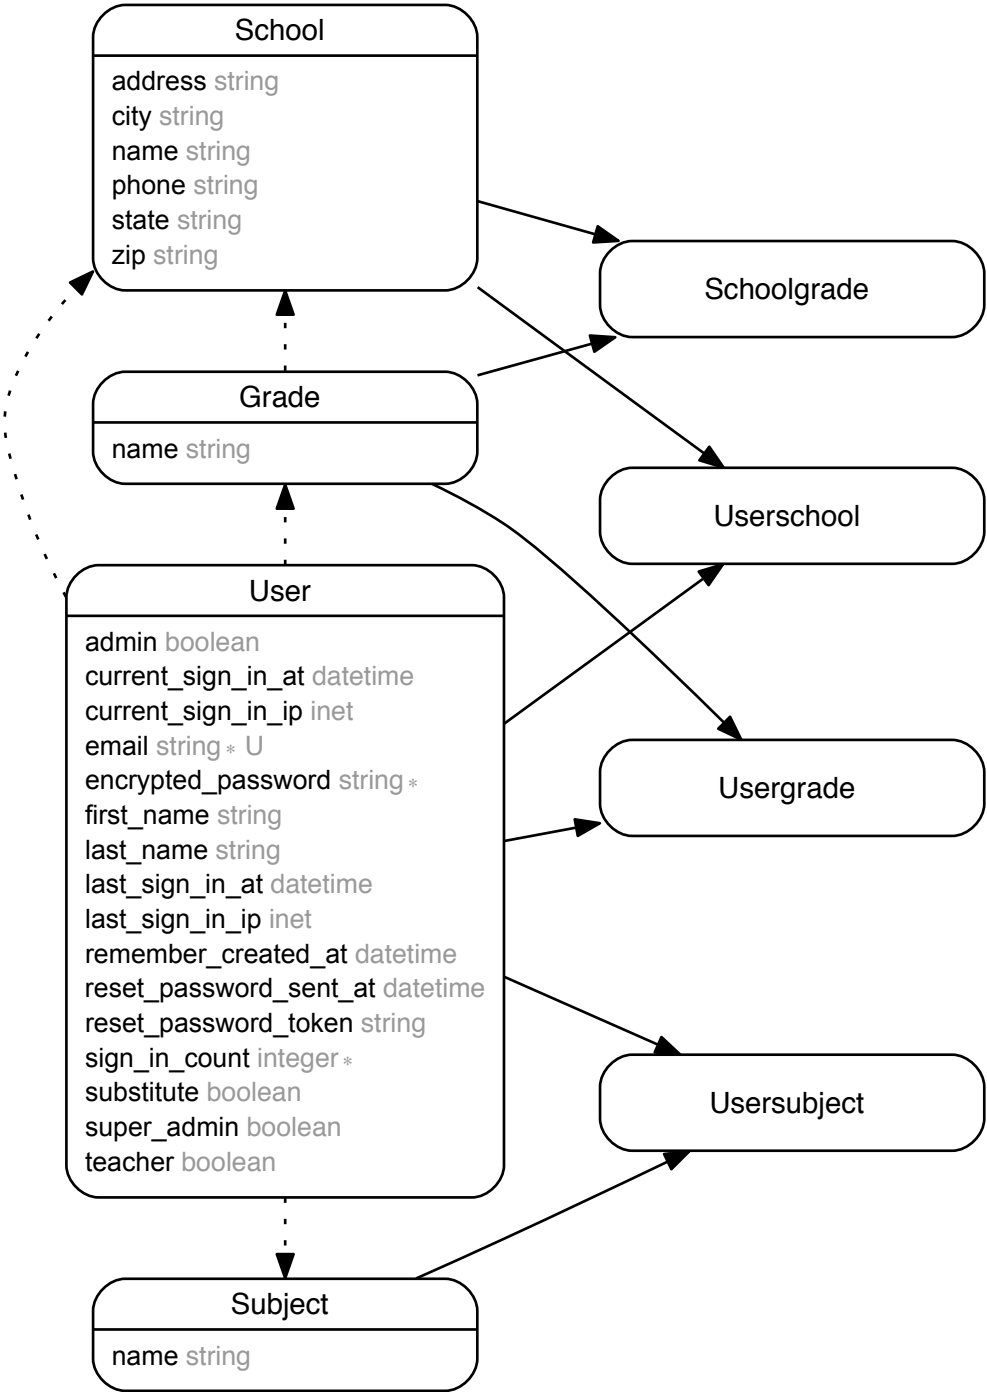 School
address string
city string
name string
phone string
state string
zip string
Schoolgrade
Grade
name string
Userschool
User
admin boolean
current_sign_in_at datetime
current_sign_in_ip inet
email string * U
encrypted_password string *
first_name string
last_name string
last_sign_in_at datetime
last_sign_in_ip inet
remember_created_at datetime
reset_password_sent_at datetime
reset_password_token string
sign_in_count integer *
substitute boolean
super_admin boolean
teacher boolean
Usergrade
Usersubject
Subject
name string